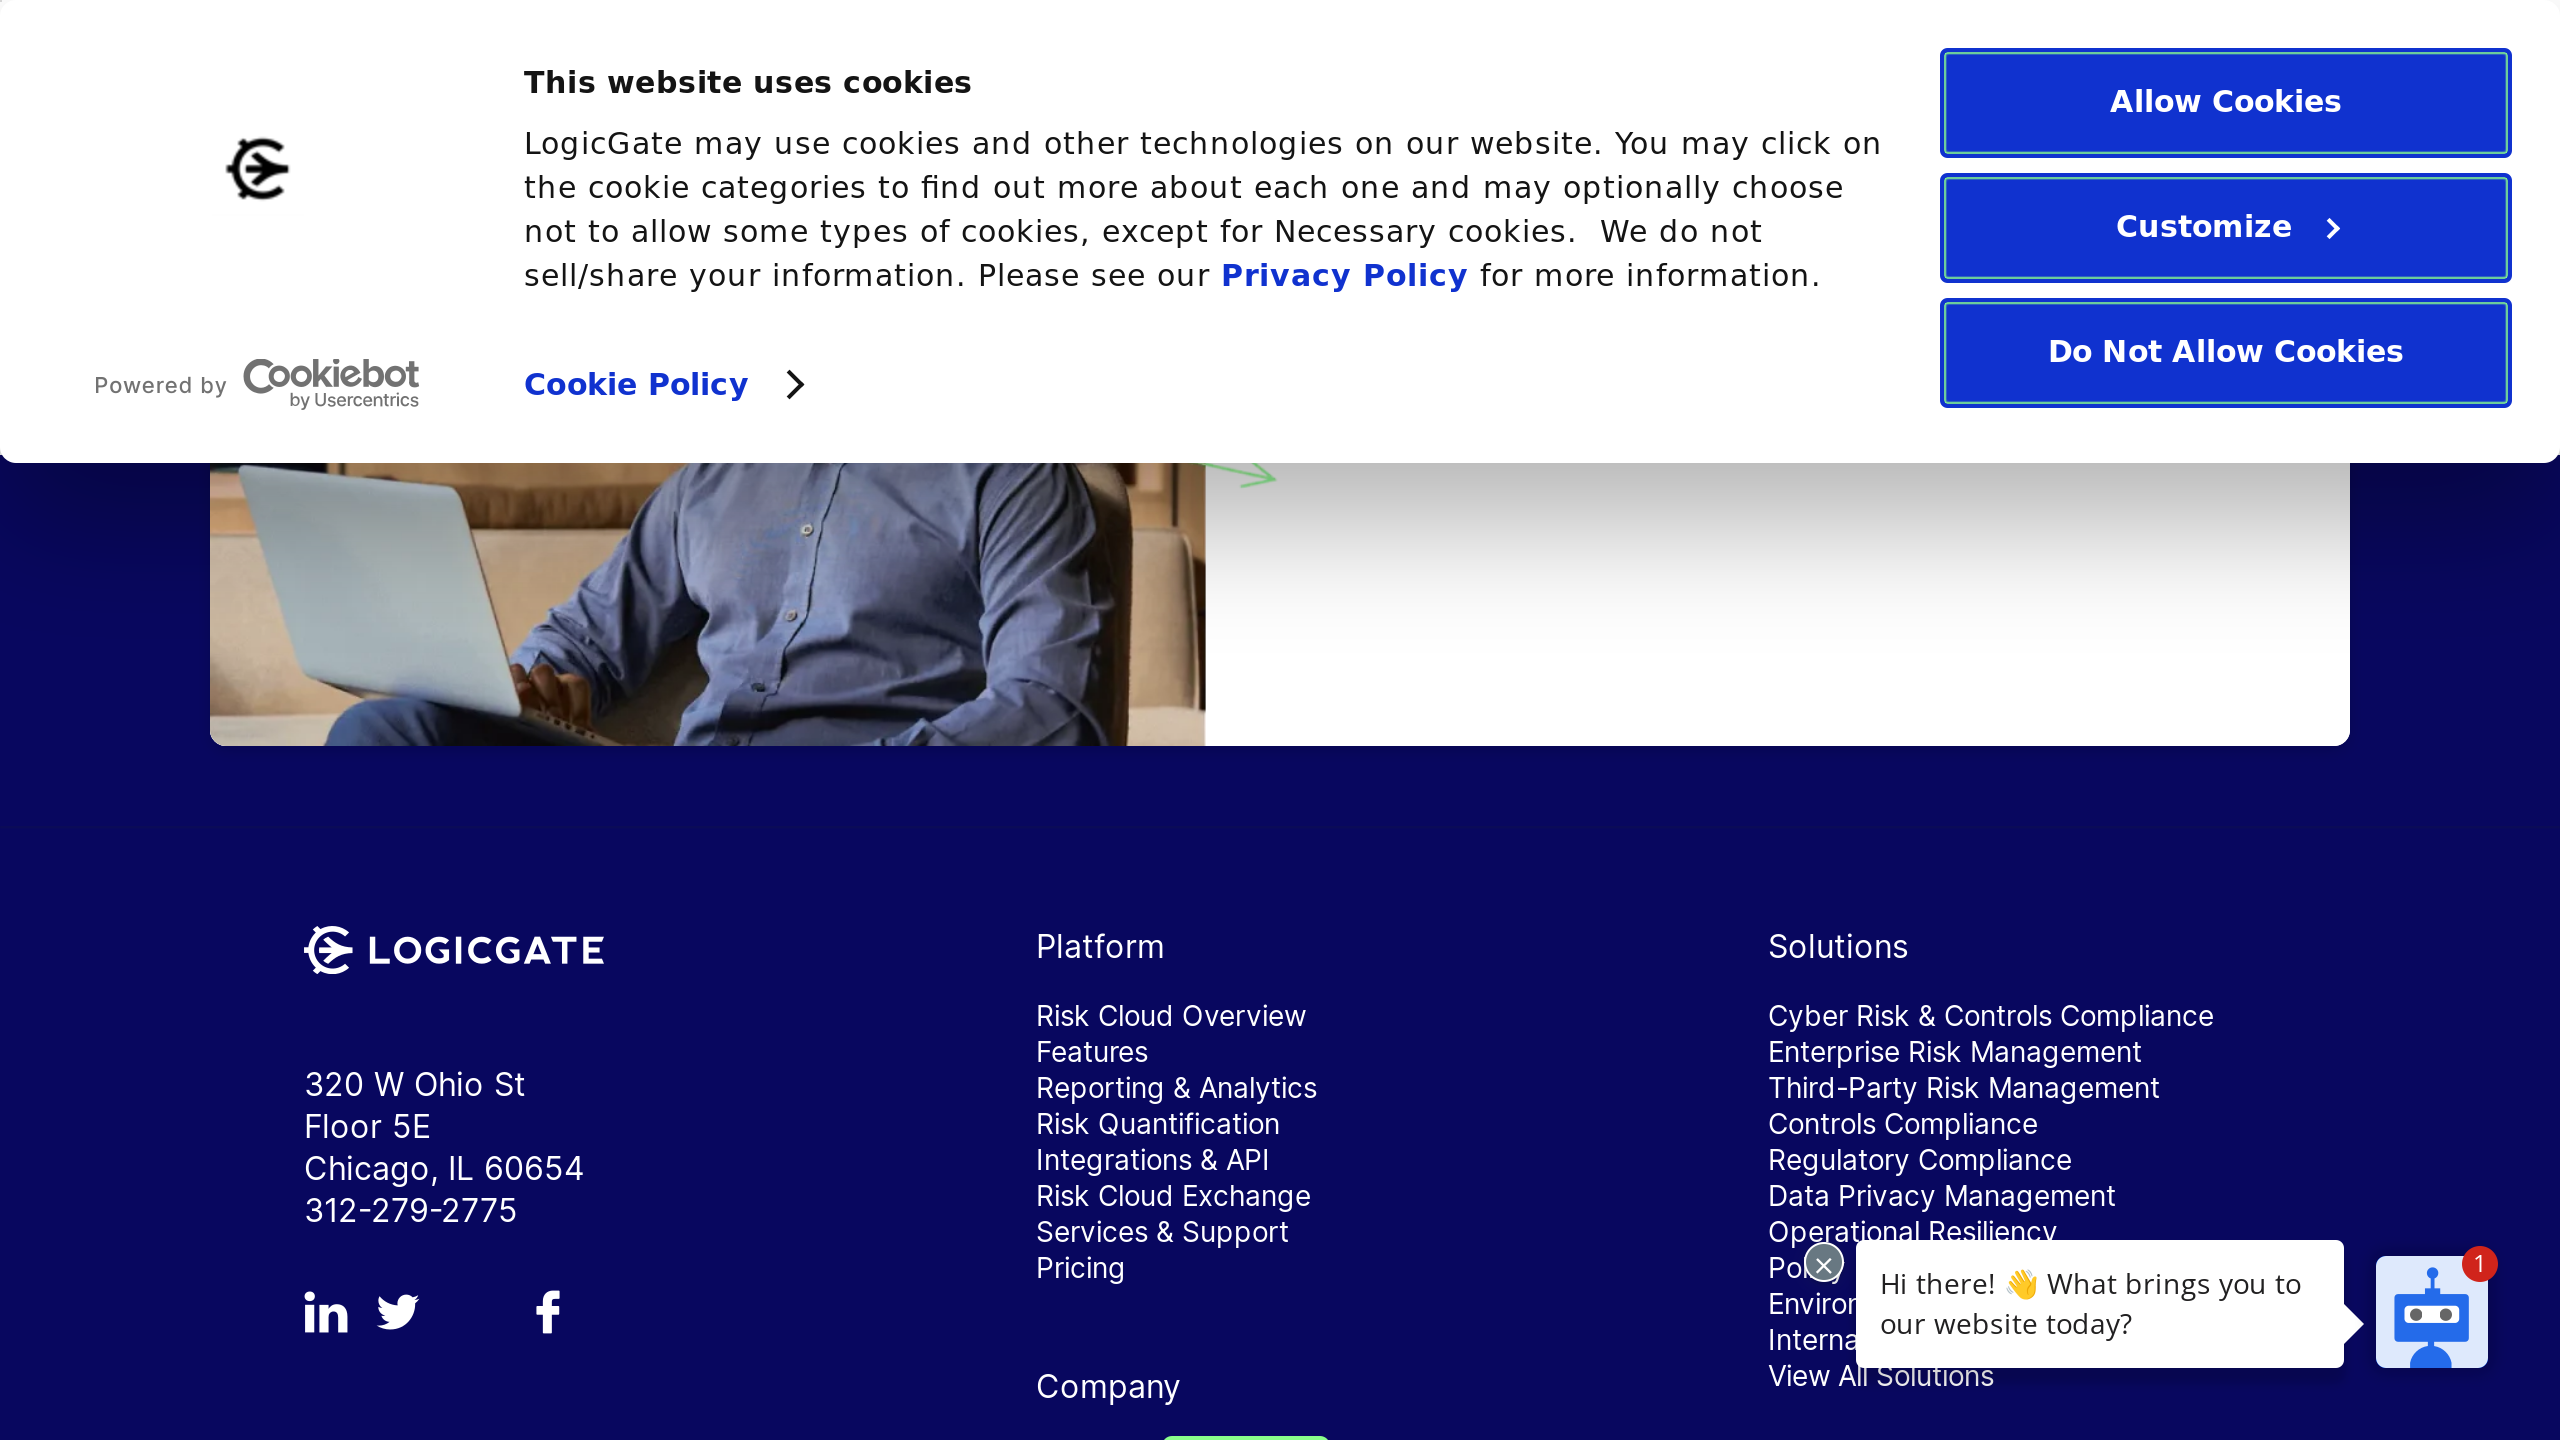 This website uses cookies
LogicGate may use cookies and other technologies on our website. You may click on
the cookie categories to find out more about each one and may optionally choose
not to allow some types of cookies, except for Necessary cookies.  We do not
sell/share your information. Please see our Privacy Policy for more information.
Cookie Policy
Powered by Cookiebot
by Usercentrics
Allow Cookies
Customize
Do Not Allow Cookies
LOGICGATE
320 W Ohio St
Floor 5E
Chicago, IL 60654
312-279-2775
Platform
Risk Cloud Overview
Features
Reporting & Analytics
Risk Quantification
Integrations & API
Risk Cloud Exchange
Services & Support
Pricing
Company
Solutions
Cyber Risk & Controls Compliance
Enterprise Risk Management
Third-Party Risk Management
Controls Compliance
Regulatory Compliance
Data Privacy Management
Operational Resiliency
View All Solutions
Hi there! 👋 What brings you to
our website today?
1